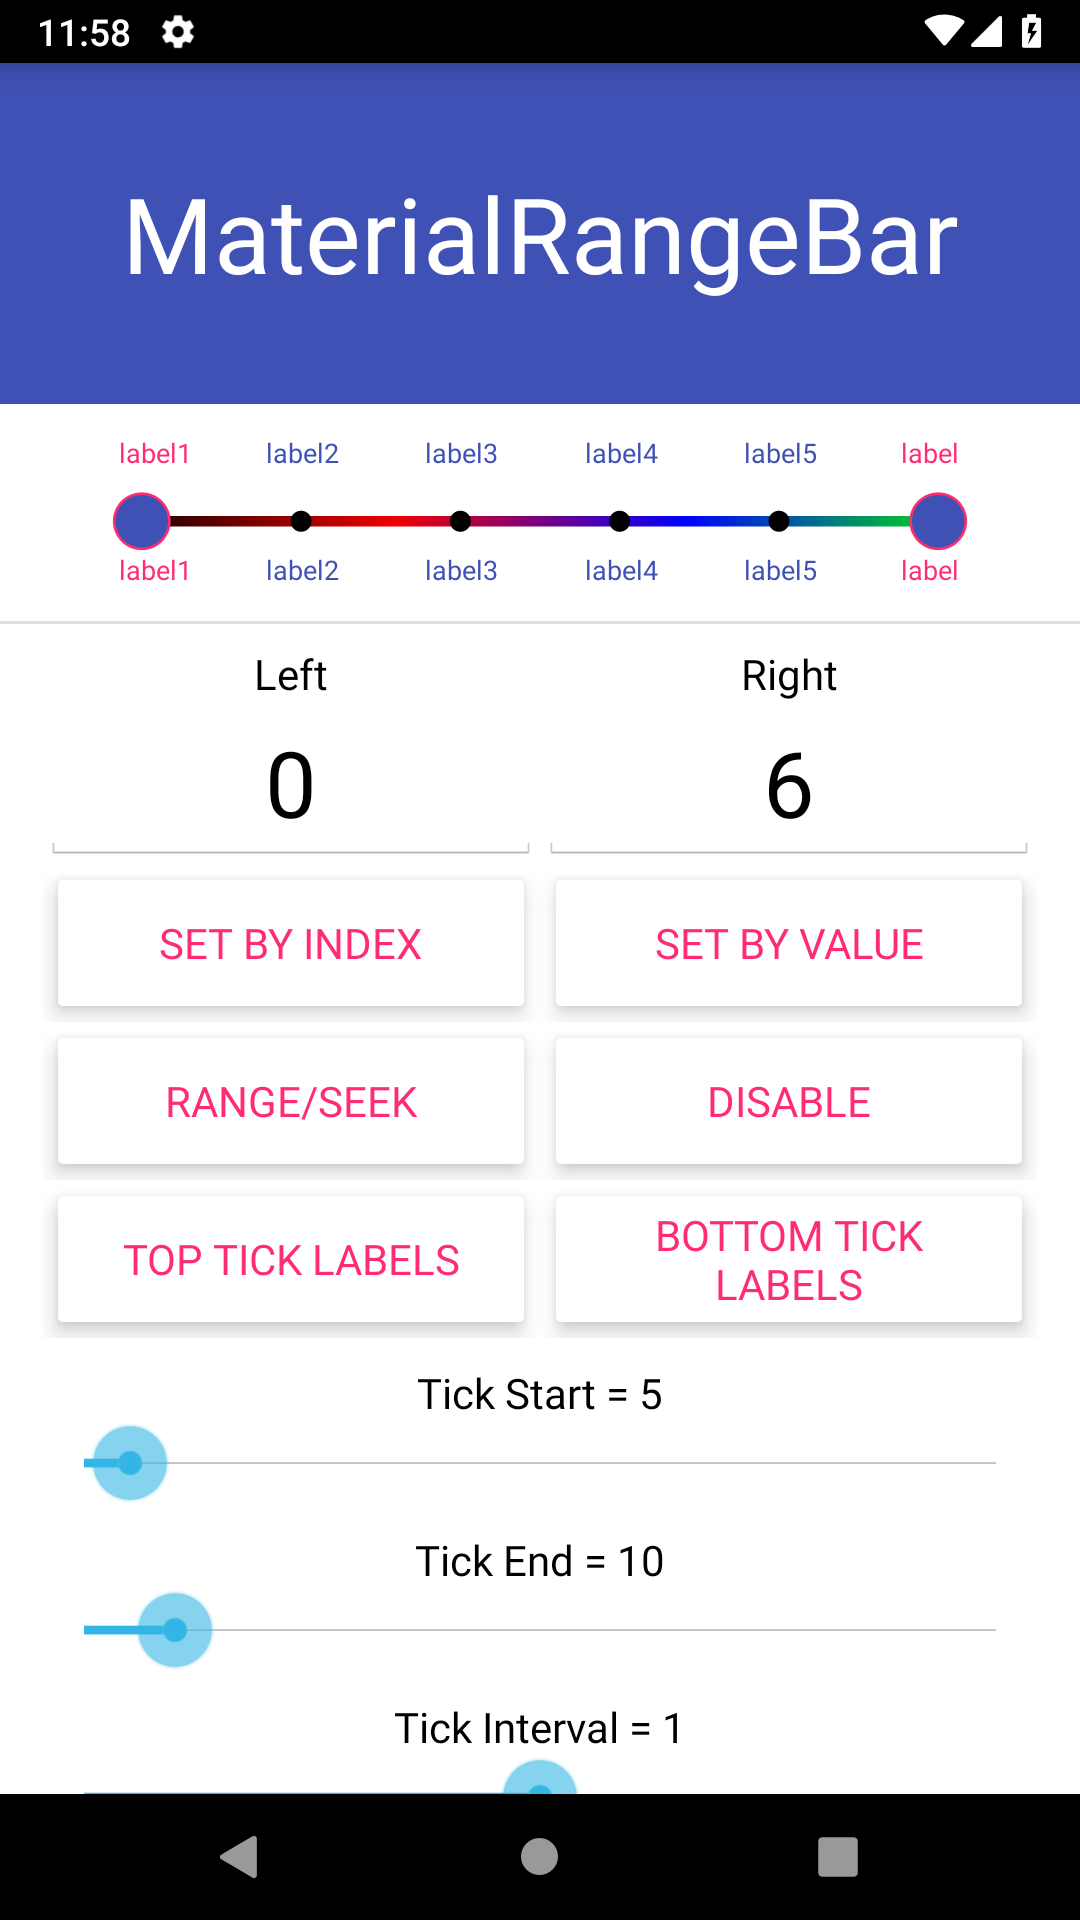 11:58
MaterialRangeBar
label1 label2 label3 label4 label5 label
label1 label2 label3 label4 label5 label
Left Right
0 6
SET BY INDEX SET BY VALUE
RANGE/SEEK DISABLE
TOP TICK LABELS BOTTOM TICK
LABELS
Tick Start = 5
Tick End = 10
Tick Interval = 1